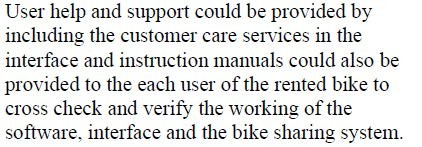 User help and support could be provided by
including the customer care services in the
interface and instruction manuals could also be
provided to the each user of the rented bike to
cross check and verify the working of the
software, interface and the bike sharing system.